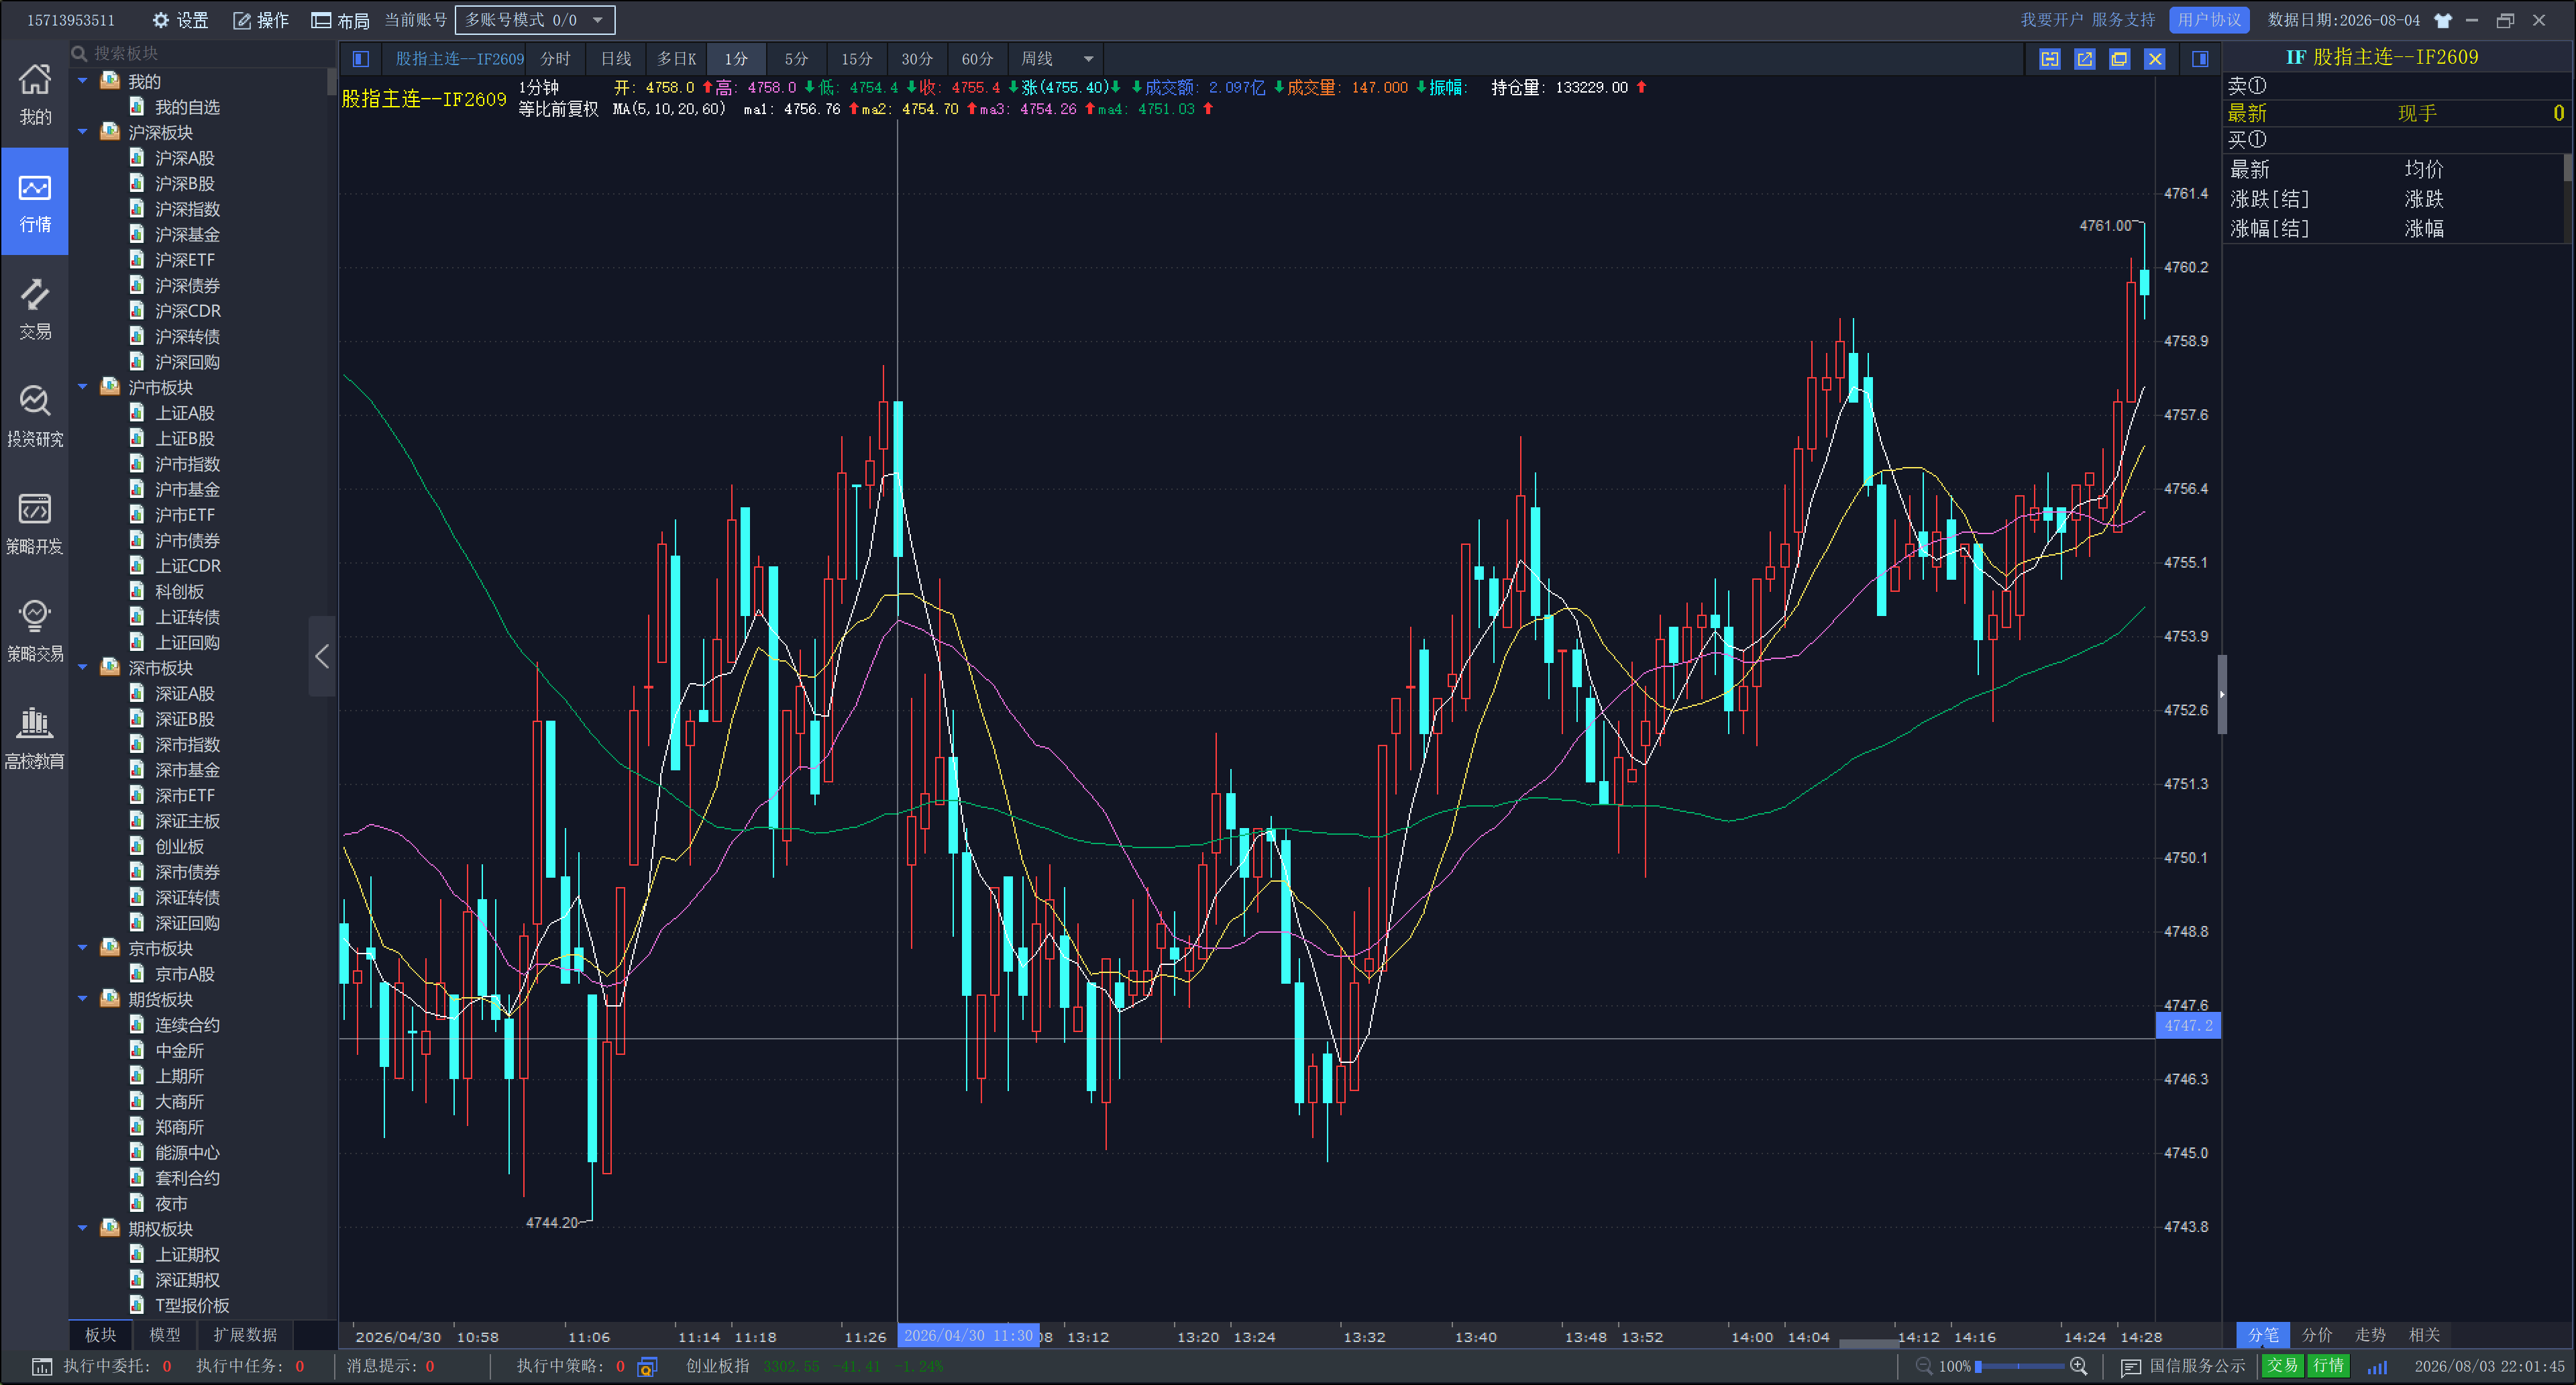 15713953511 设置 操作 布局 当前账号 多账号模式 0/0 我要开户 服务支持 用户协议 数据日期:2026-08-04
搜索板块
股指主连--IF2609 分时 日线 多日K 1分 5分 15分 30分 60分 周线
IF 股指主连--IF2609
股指主连--IF2609
1分钟 开: 4758.0 高: 4758.0 低: 4754.4 收: 4755.4 涨(4755.40) 成交额: 2.097亿 成交量: 147.000 振幅: 持仓量: 133229.00
等比前复权 MA(5,10,20,60) ma1: 4756.76 ma2: 4754.70 ma3: 4754.26 ma4: 4751.03
我的
行情
交易
投资研究
策略开发
策略交易
高校教育
我的
我的自选
沪深板块
沪深A股
沪深B股
沪深指数
沪深基金
沪深ETF
沪深债券
沪深CDR
沪深转债
沪深回购
沪市板块
上证A股
上证B股
沪市指数
沪市基金
沪市ETF
沪市债券
上证CDR
科创板
上证转债
上证回购
深市板块
深证A股
深证B股
深市指数
深市基金
深市ETF
深证主板
创业板
深市债券
深证转债
深证回购
京市板块
京市A股
期货板块
连续合约
中金所
上期所
大商所
郑商所
能源中心
套利合约
夜市
期权板块
上证期权
深证期权
T型报价板
板块 模型 扩展数据
4761.00
4744.20
4761.4
4760.2
4758.9
4757.6
4756.4
4755.1
4753.9
4752.6
4751.3
4750.1
4748.8
4747.6
4747.2
4746.3
4745.0
4743.8
2026/04/30 10:58 11:06 11:14 11:18 11:26 2026/04/30 11:30 08 13:12 13:20 13:24 13:32 13:40 13:48 13:52 14:00 14:04 14:12 14:16 14:24 14:28
卖①
最新 现手 0
买①
最新 均价
涨跌[结] 涨跌
涨幅[结] 涨幅
分笔 分价 走势 相关
执行中委托: 0 执行中任务: 0 消息提示: 0 执行中策略: 0 创业板指 3302.55 -41.41 -1.24% 100% 国信服务公示 交易 行情 2026/08/03 22:01:45